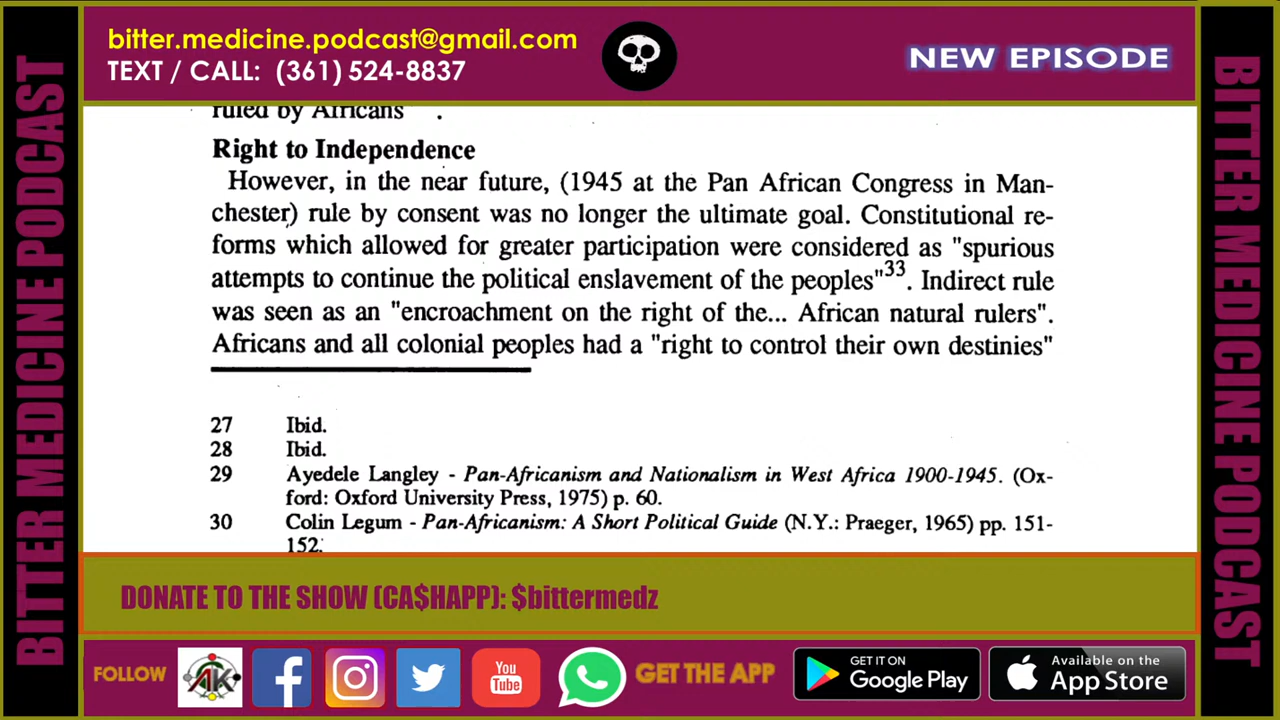 bitter.medicine.podcast@gmail.com
TEXT / CALL: (361) 524-8837
NEW EPISODE
BITTER MEDICINE PODCAST
BITTER MEDICINE PODCAST
ruled by Africans .
Right to Independence
However, in the near future, (1945 at the Pan African Congress in Man-
chester) rule by consent was no longer the ultimate goal. Constitutional re-
forms which allowed for greater participation were considered as "spurious
attempts to continue the political enslavement of the peoples"33. Indirect rule
was seen as an "encroachment on the right of the... African natural rulers".
Africans and all colonial peoples had a "right to control their own destinies"
27 Ibid.
28 Ibid.
29 Ayedele Langley - Pan-Africanism and Nationalism in West Africa 1900-1945. (Ox-
ford: Oxford University Press, 1975) p. 60.
30 Colin Legum - Pan-Africanism: A Short Political Guide (N.Y.: Praeger, 1965) pp. 151-
152.
DONATE TO THE SHOW (CA$HAPP): $bittermedz
FOLLOW
ATK
f
You
Tube
GET THE APP
GET IT ON
Google Play
Available on the
App Store